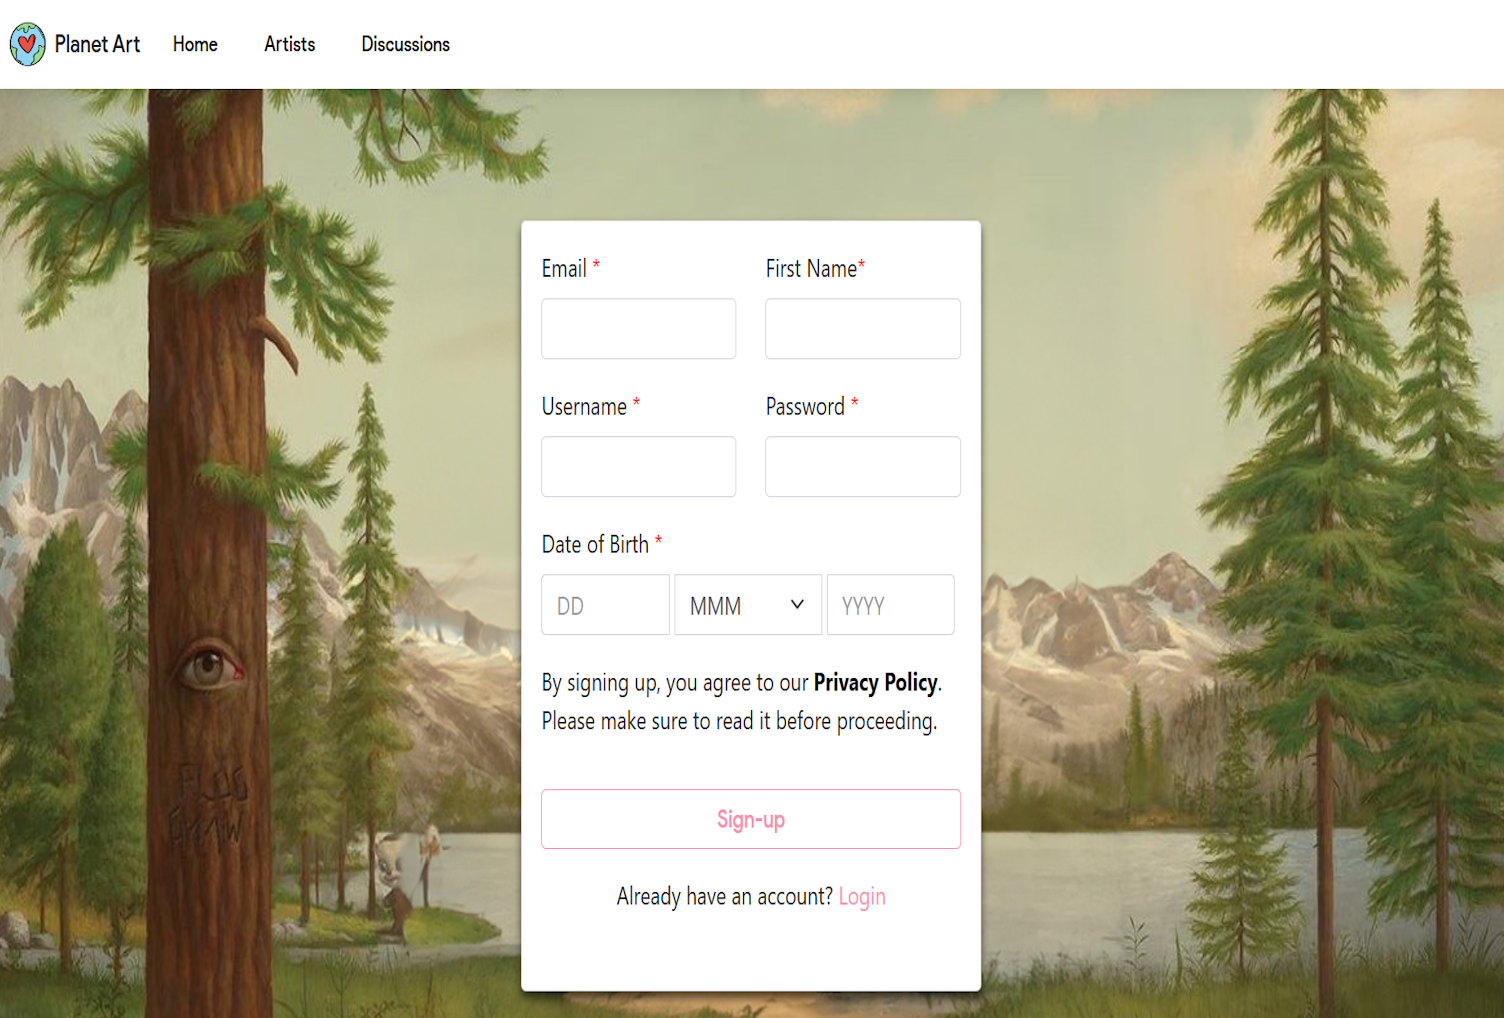 Planet Art Home Artists Discussions
Email * First Name*
Username * Password *
Date of Birth *
DD MMM YYYY
By signing up, you agree to our Privacy Policy.
Please make sure to read it before proceeding.
Sign-up
Already have an account? Login